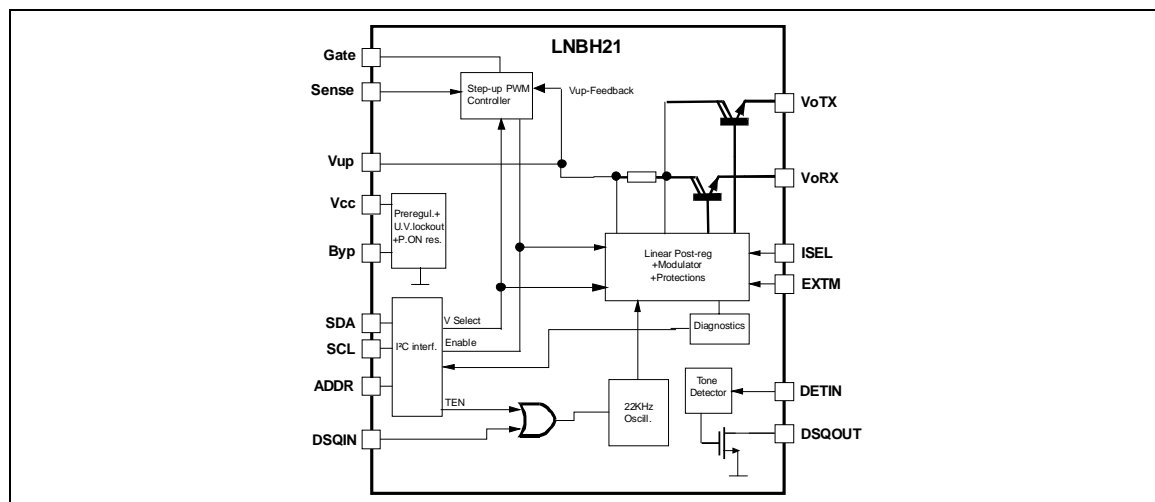 LNBH21
Gate
Sense
Step-up PWM
Controller
Vup-Feedback
VoTX
Vup
VoRX
Vcc
Preregul.+
U.V.lockout
+P.ON res.
Byp
Linear Post-reg
+Modulator
+Protections
ISEL
EXTM
SDA
V Select
Diagnostics
I²C interf.
SCL
Enable
ADDR
TEN
22KHz
Oscill.
Tone
Detector
DETIN
DSQIN
DSQOUT